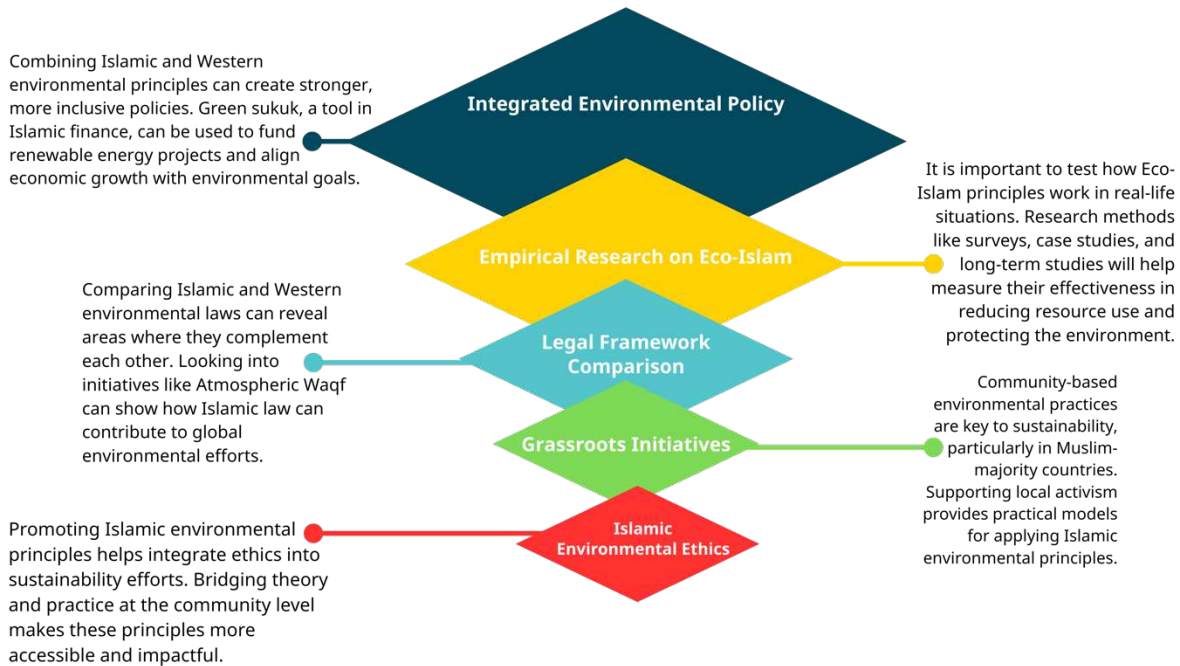 Combining Islamic and Western
environmental principles can create stronger,
more inclusive policies. Green sukuk, a tool in
Islamic finance, can be used to fund
renewable energy projects and align
economic growth with environmental goals.
Integrated Environmental Policy
It is important to test how Eco-
Islam principles work in real-life
situations. Research methods
like surveys, case studies, and
long-term studies will help
measure their effectiveness in
reducing resource use and
protecting the environment.
Empirical Research on Eco-Islam
Comparing Islamic and Western
environmental laws can reveal
areas where they complement
each other. Looking into
initiatives like Atmospheric Waqf
can show how Islamic law can
contribute to global
environmental efforts.
Legal Framework
Comparison
Community-based
environmental practices
are key to sustainability,
particularly in Muslim-
majority countries.
Supporting local activism
provides practical models
for applying Islamic
environmental principles.
Grassroots Initiatives
Promoting Islamic environmental
principles helps integrate ethics into
sustainability efforts. Bridging theory
and practice at the community level
makes these principles more
accessible and impactful.
Islamic
Environmental Ethics